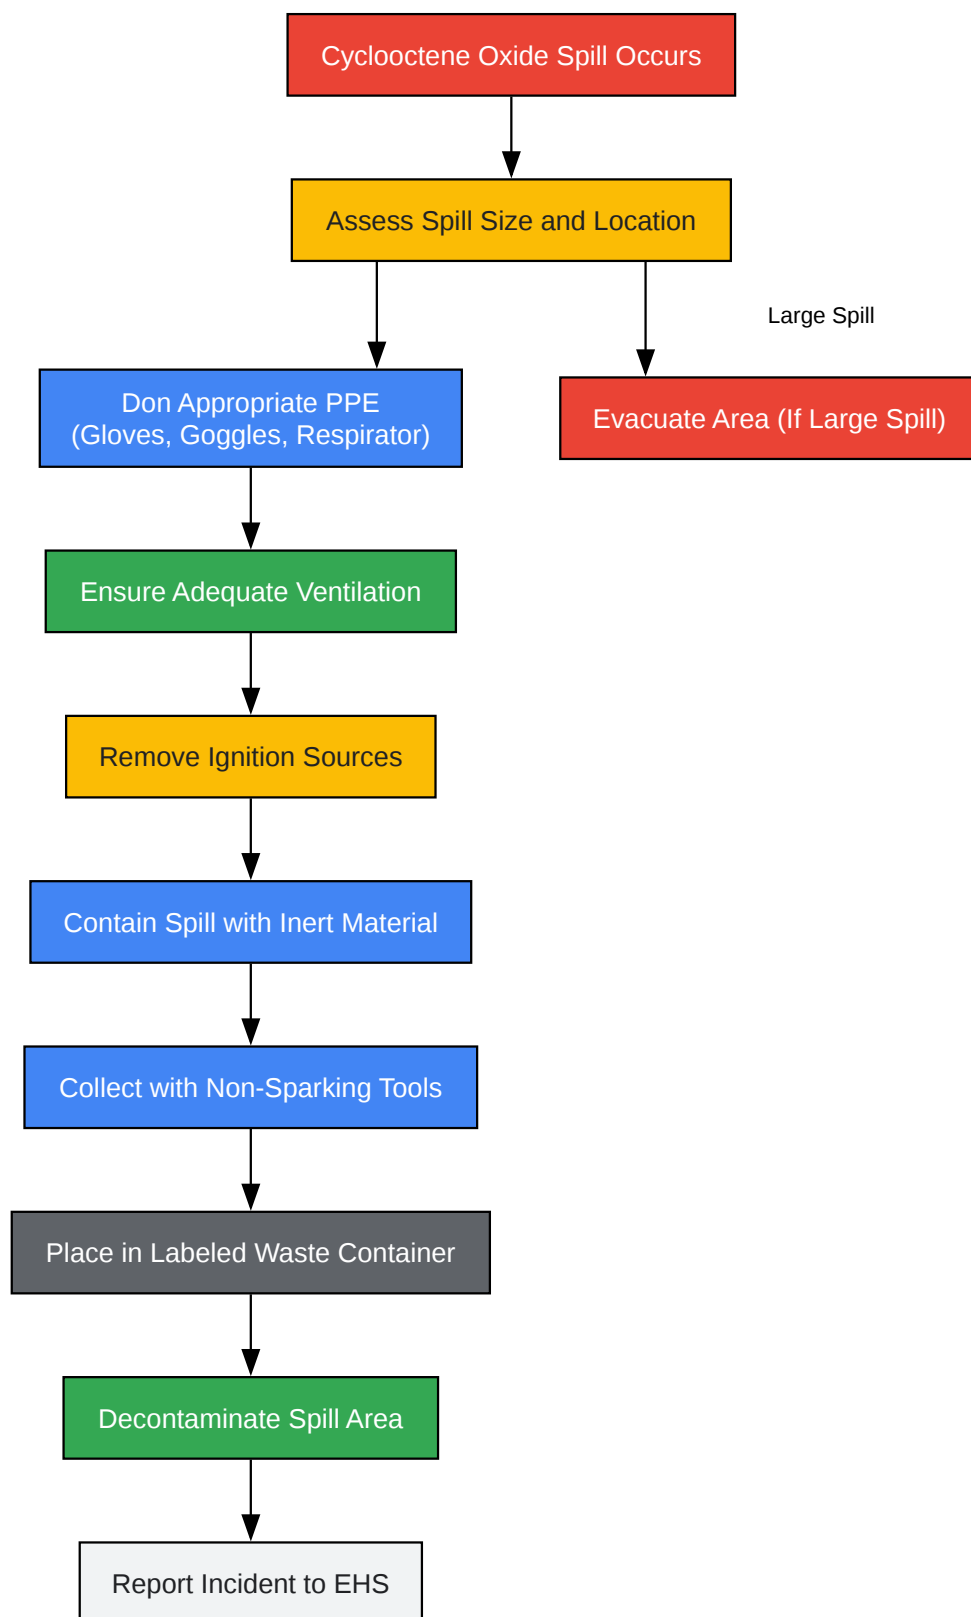 Cyclooctene Oxide Spill Occurs
Assess Spill Size and Location
Large Spill
Don Appropriate PPE
(Gloves, Goggles, Respirator)
Evacuate Area (If Large Spill)
Ensure Adequate Ventilation
Remove Ignition Sources
Contain Spill with Inert Material
Collect with Non-Sparking Tools
Place in Labeled Waste Container
Decontaminate Spill Area
Report Incident to EHS